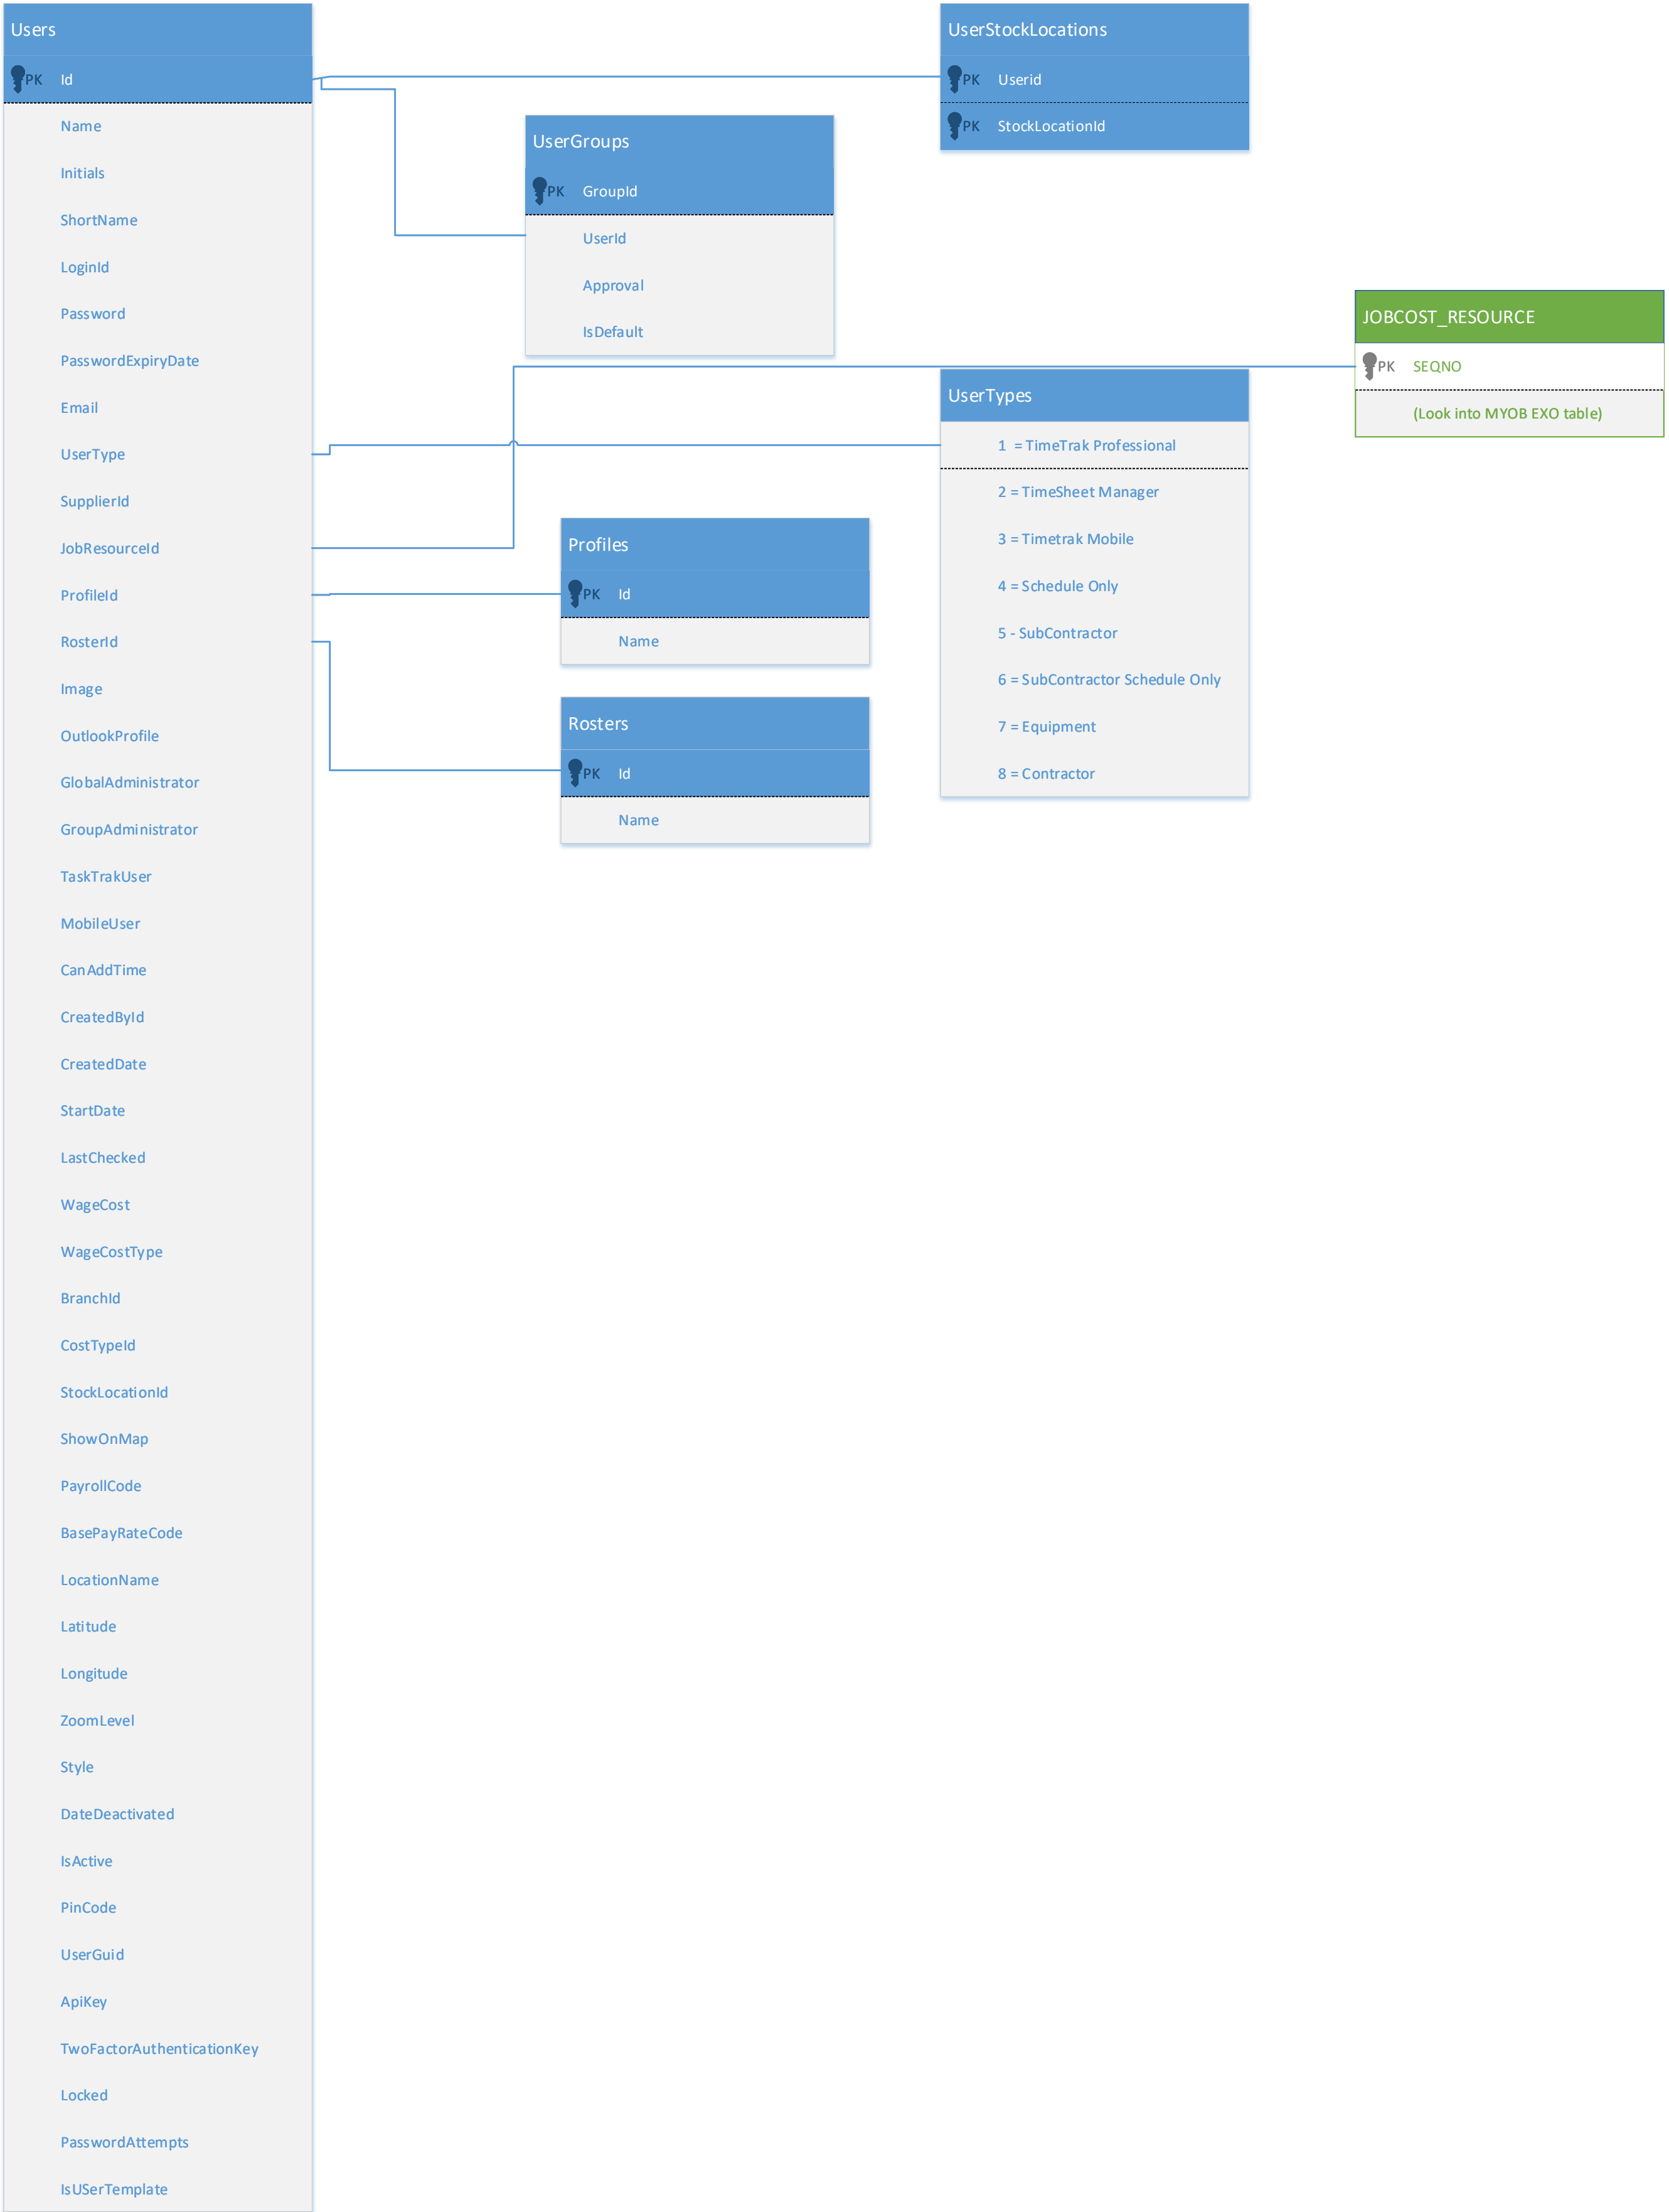 Users
PK Id
Name
Initials
ShortName
LoginId
Password
PasswordExpiryDate
Email
UserType
SupplierId
JobResourceId
ProfileId
RosterId
Image
OutlookProfile
GlobalAdministrator
GroupAdministrator
TaskTrakUser
MobileUser
CanAddTime
CreatedById
CreatedDate
StartDate
LastChecked
WageCost
WageCostType
BranchId
CostTypeId
StockLocationId
ShowOnMap
PayrollCode
BasePayRateCode
LocationName
Latitude
Longitude
ZoomLevel
Style
DateDeactivated
IsActive
PinCode
UserGuid
ApiKey
TwoFactorAuthenticationKey
Locked
PasswordAttempts
IsUSerTemplate
UserGroups
PK GroupId
UserId
Approval
IsDefault
Profiles
PK Id
Name
Rosters
PK Id
Name
UserStockLocations
PK Userid
PK StockLocationId
UserTypes
1 = TimeTrak Professional
2 = TimeSheet Manager
3 = Timetrak Mobile
4 = Schedule Only
5 - SubContractor
6 = SubContractor Schedule Only
7 = Equipment
8 = Contractor
JOBCOST_RESOURCE
PK SEQNO
(Look into MYOB EXO table)